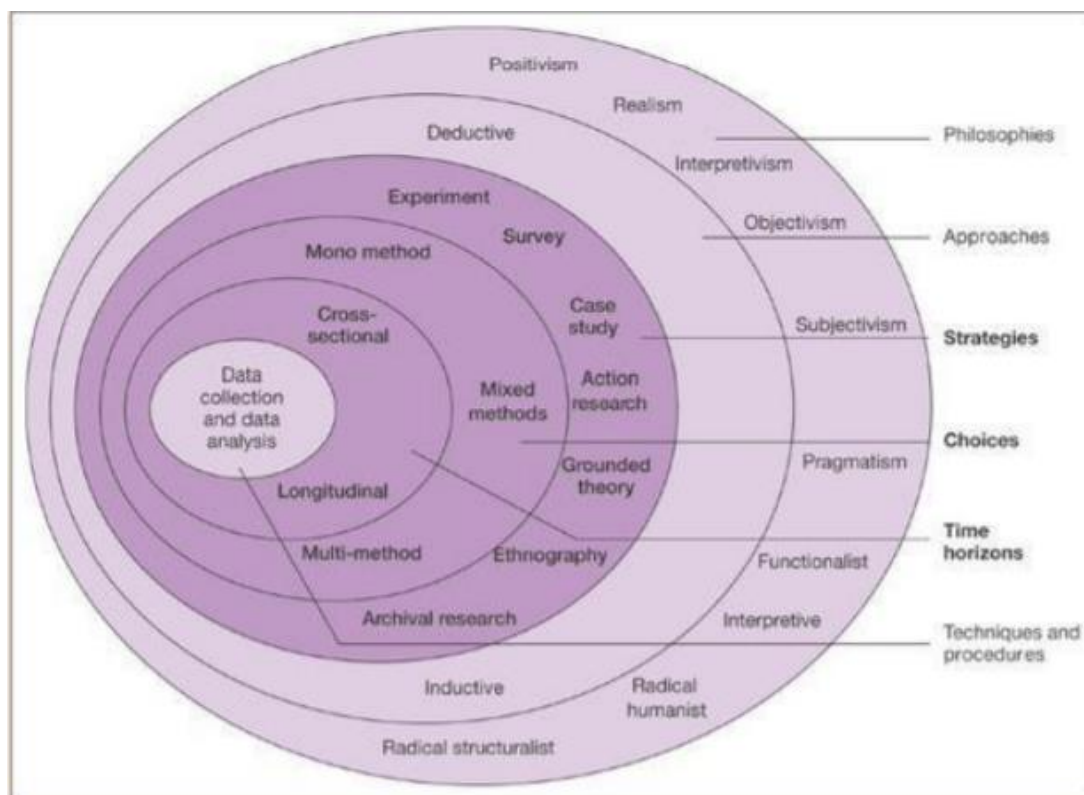 Positivism
Realism
Philosophies
Deductive
Interpretivism
Experiment
Objectivism
Survey
Approaches
Mono method
Case
study
Cross-
sectional
Subjectivism
Strategies
Data
collection
and data
analysis
Mixed
methods
Action
research
Choices
Pragmatism
Grounded
theory
Longitudinal
Time
horizons
Multi-method
Ethnography
Functionalist
Archival research
Interpretive
Techniques and
procedures
Inductive
Radical
humanist
Radical structuralist